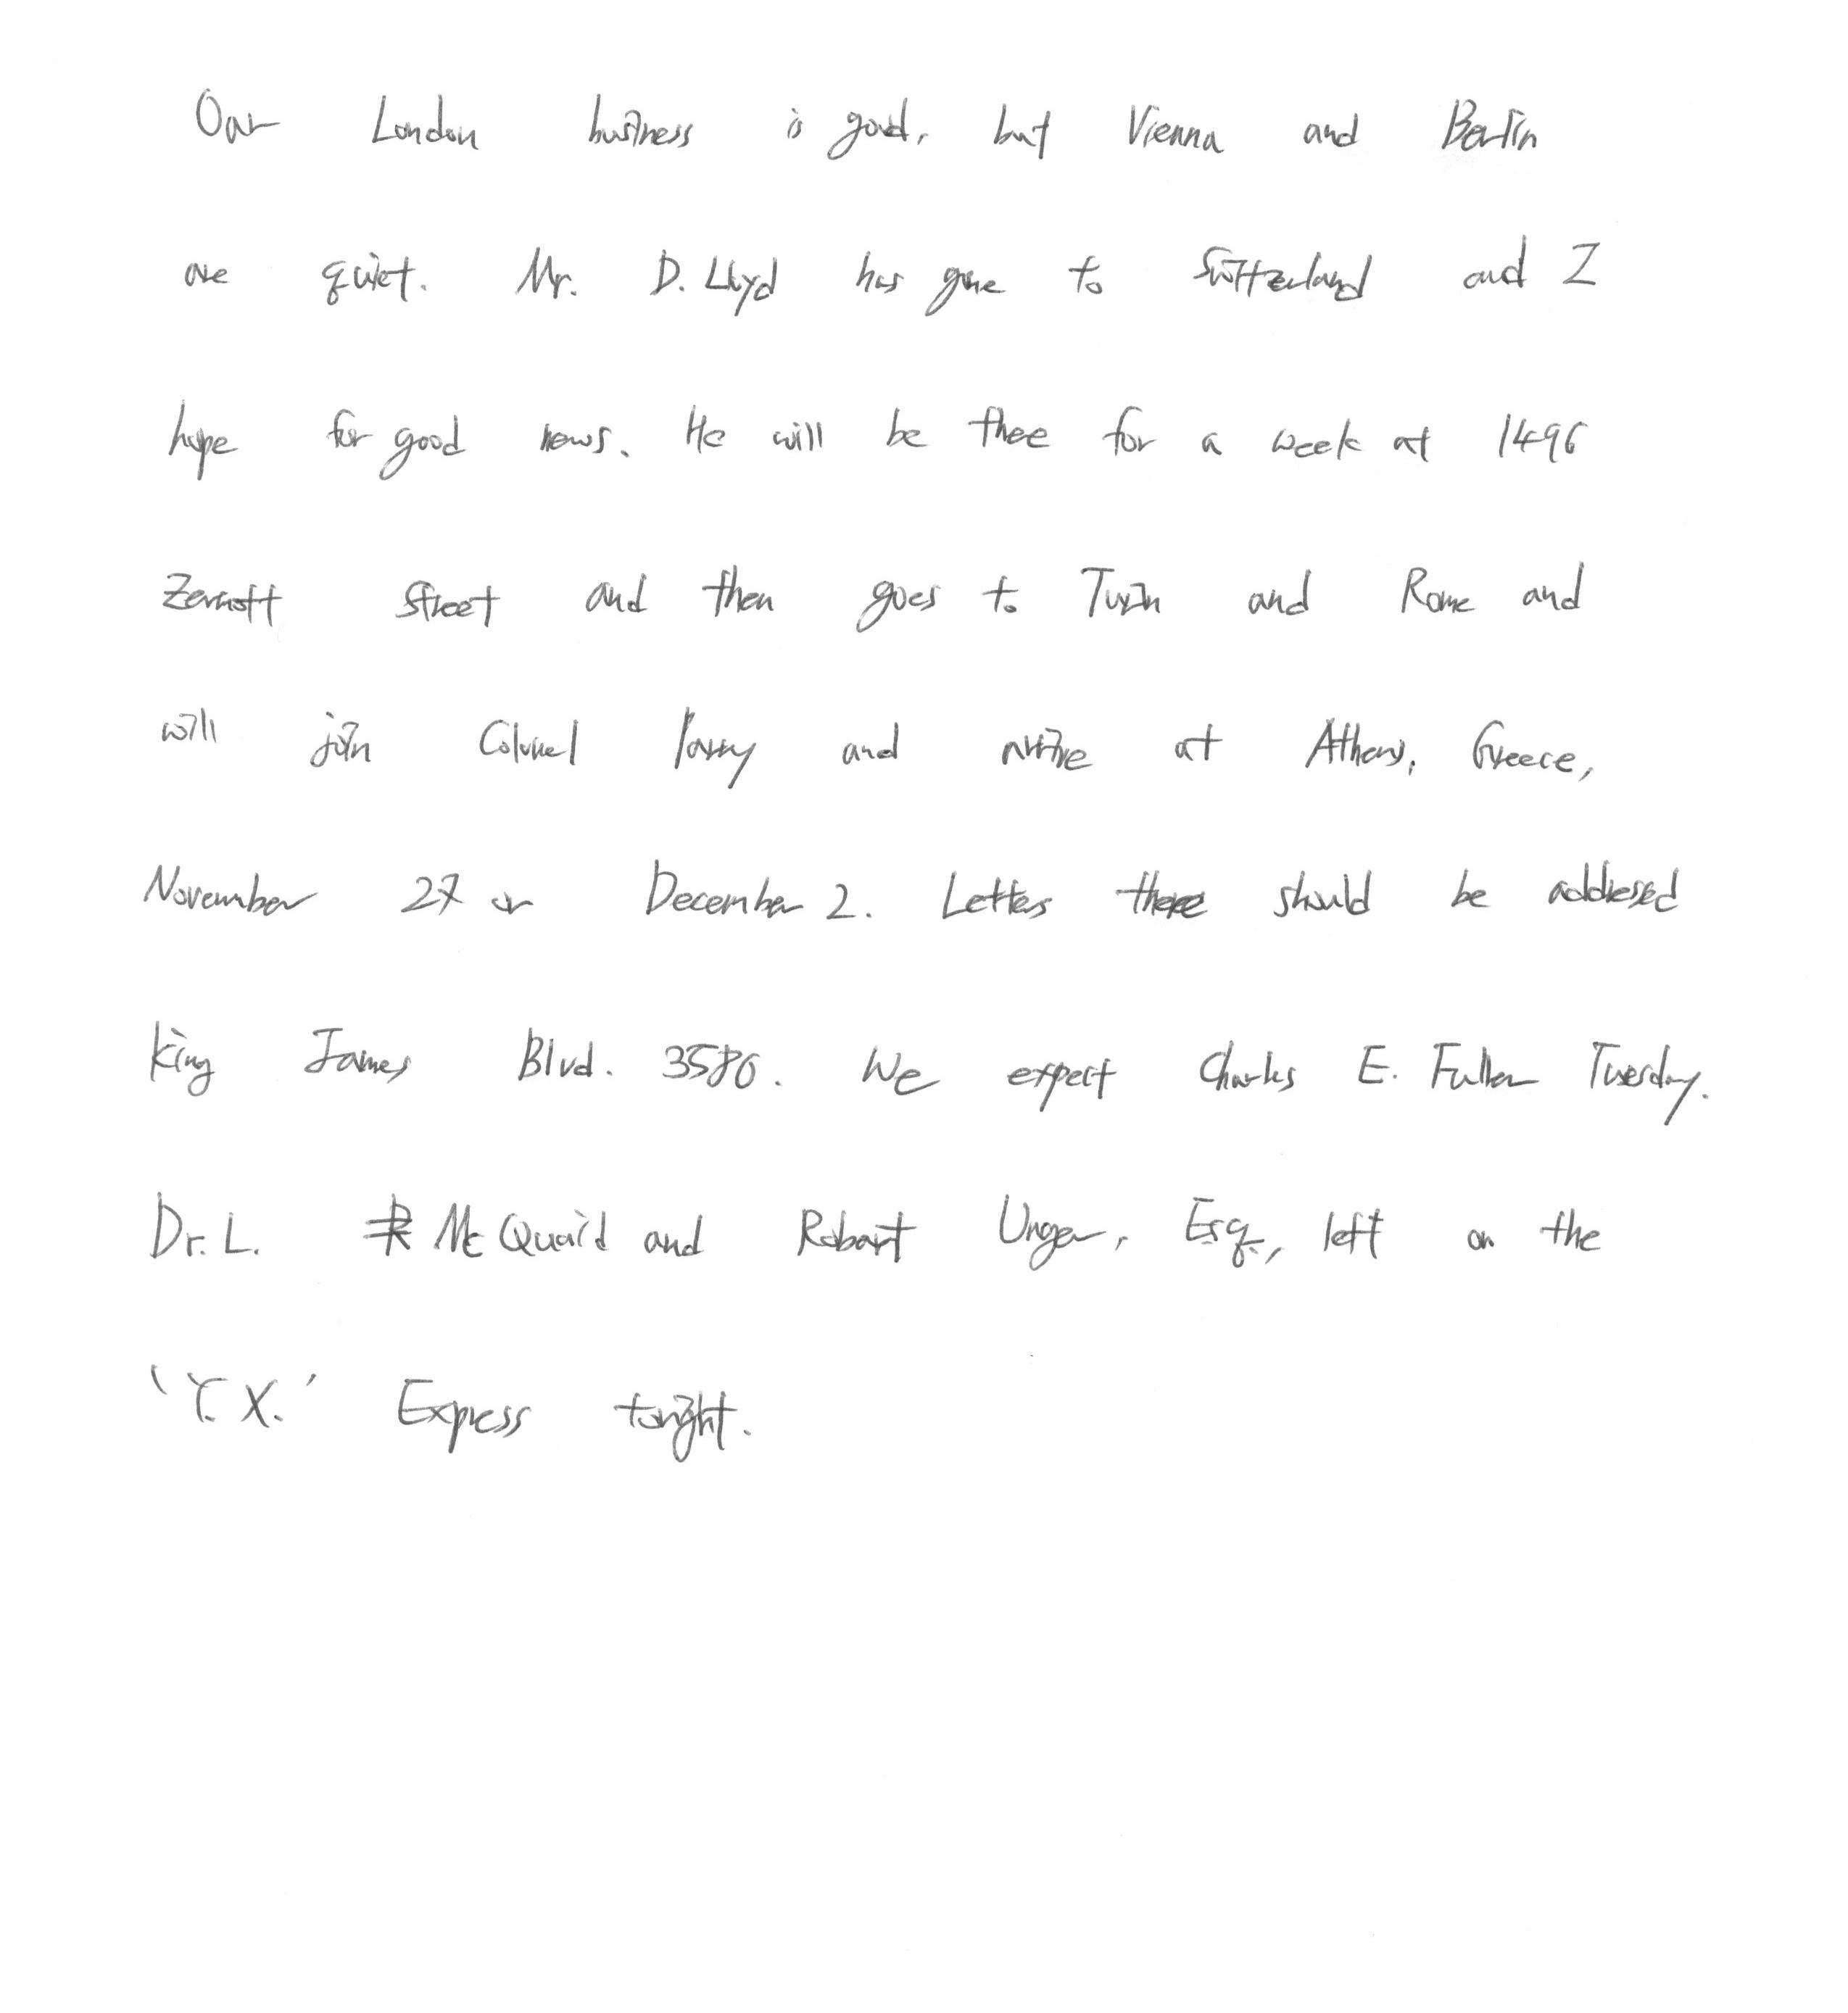 Our London business is good, but Vienna and Berlin
are quiet. Mr. D. Lloyd has gone to Switzerland and I
hope for good news. He will be there for a week at 1496
Zermott Street and then goes to Turin and Rome and
will join Colonel Parry and arrive at Athens, Greece,
November 27 or December 2. Letters there should be addressed
King James Blvd. 3580. We expect Charles E. Fuller Tuesday.
Dr. L. McQuaid and Robert Unger, Esq., left on the
'Y.X.' Express tonight.